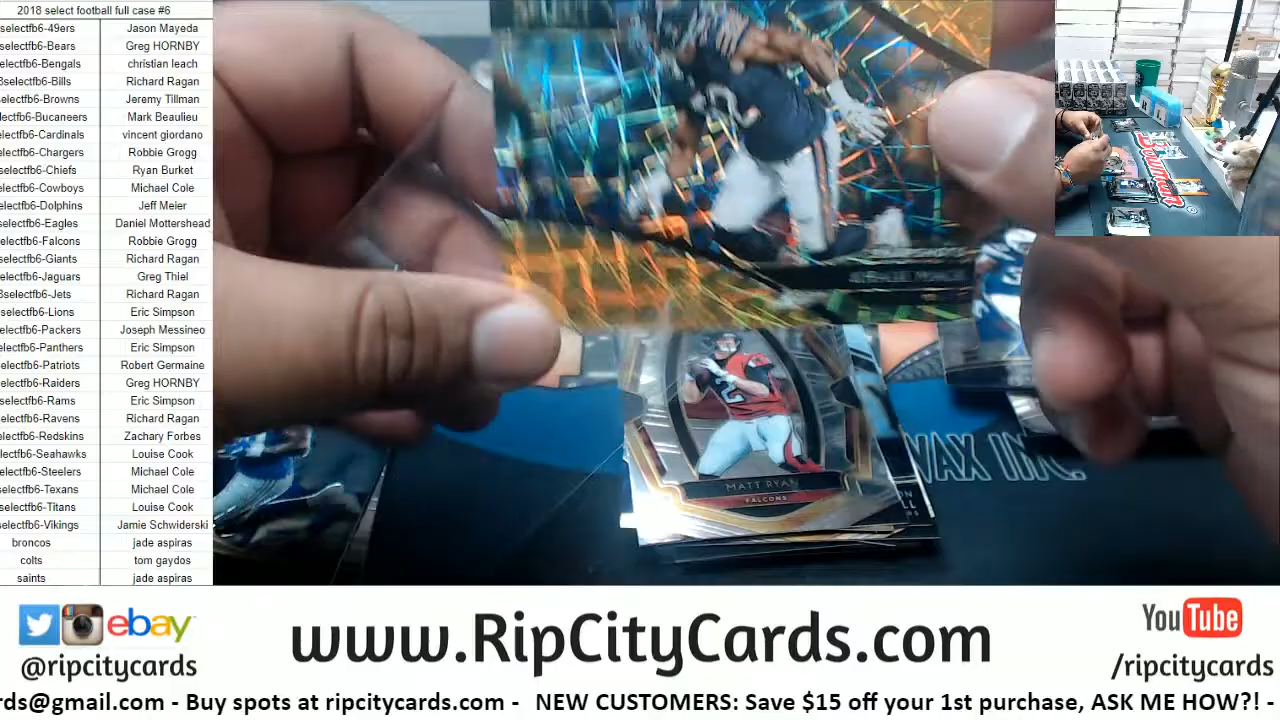 2018 select football full case #6
selectfb6-49ers Jason Mayeda
selectfb6-Bears Greg HORNBY
electfb6-Bengals christian leach
3selectfb6-Bills Richard Ragan
selectfb6-Browns Jeremy Tillman
electfb6-Bucaneers Mark Beaulieu
electfb6-Cardinals vincent giordano
electfb6-Chargers Robbie Grogg
selectfb6-Chiefs Ryan Burket
electfb6-Cowboys Michael Cole
electfb6-Dolphins Jeff Meier
selectfb6-Eagles Daniel Mottershead
electfb6-Falcons Robbie Grogg
selectfb6-Giants Richard Ragan
electfb6-Jaguars Greg Thiel
3selectfb6-Jets Richard Ragan
selectfb6-Lions Eric Simpson
electfb6-Packers Joseph Messineo
electfb6-Panthers Eric Simpson
electfb6-Patriots Robert Germaine
electfb6-Raiders Greg HORNBY
selectfb6-Rams Eric Simpson
electfb6-Ravens Richard Ragan
electfb6-Redskins Zachary Forbes
electfb6-Seahawks Louise Cook
electfb6-Steelers Michael Cole
electfb6-Texans Michael Cole
selectfb6-Titans Louise Cook
electfb6-Vikings Jamie Schwiderski
broncos jade aspiras
colts tom gaydos
saints jade aspiras
2
MATT RYAN
FALCONS
WAX INC.
www.RipCityCards.com
ebay
@ripcitycards
YouTube
/ripcitycards
rds@gmail.com - Buy spots at ripcitycards.com - NEW CUSTOMERS: Save $15 off your 1st purchase, ASK ME HOW?! -